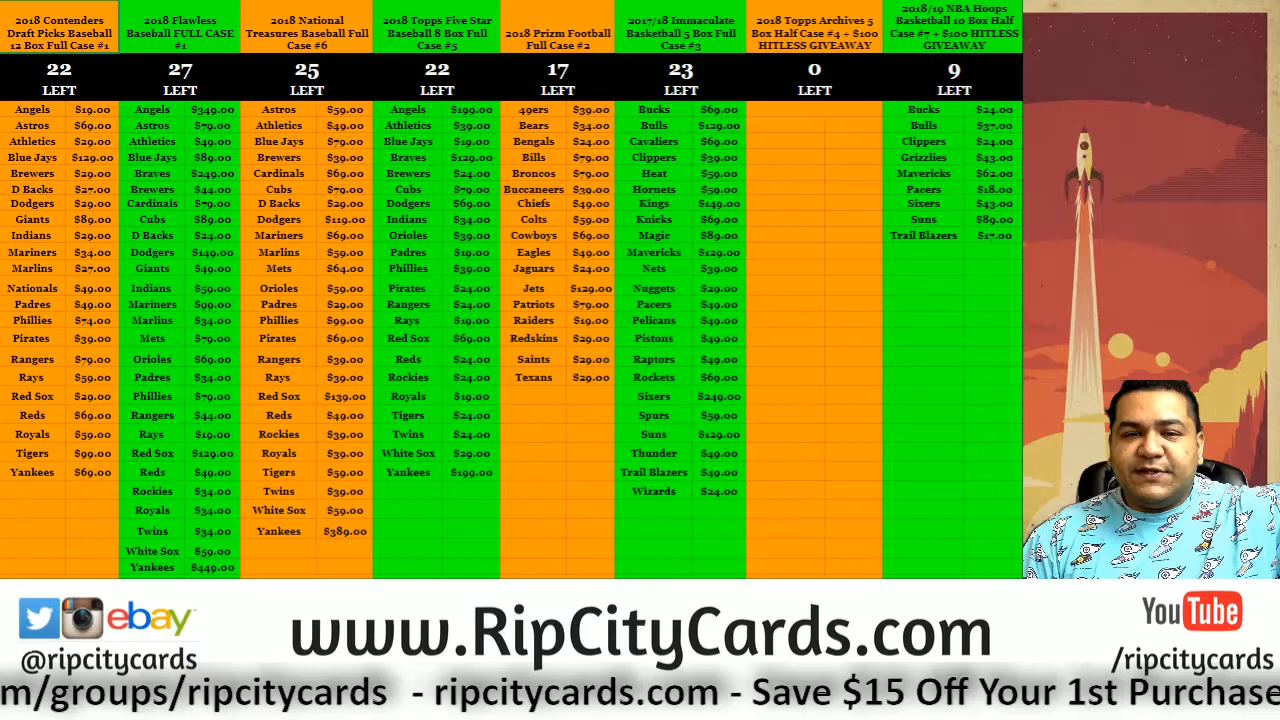 2018 Contenders
Draft Picks Baseball
12 Box Full Case #1
22
LEFT
Angels $19.00
Astros $69.00
Athletics $29.00
Blue Jays $129.00
Brewers $29.00
D Backs $27.00
Dodgers $29.00
Giants $89.00
Indians $29.00
Mariners $34.00
Marlins $27.00
Nationals $49.00
Padres $49.00
Phillies $74.00
Pirates $39.00
Rangers $79.00
Rays $59.00
Red Sox $29.00
Reds $69.00
Royals $59.00
Tigers $99.00
Yankees $69.00
2018 Flawless
Baseball FULL CASE
#1
27
LEFT
Angels $349.00
Astros $79.00
Athletics $49.00
Blue Jays $89.00
Braves $249.00
Brewers $44.00
Cardinals $79.00
Cubs $89.00
D Backs $24.00
Dodgers $149.00
Giants $49.00
Indians $59.00
Mariners $99.00
Marlins $34.00
Mets $79.00
Orioles $69.00
Padres $34.00
Phillies $79.00
Rangers $44.00
Rays $19.00
Red Sox $129.00
Reds $49.00
Rockies $34.00
Royals $34.00
Twins $34.00
White Sox $59.00
Yankees $449.00
2018 National
Treasures Baseball Full
Case #6
25
LEFT
Astros $59.00
Athletics $49.00
Blue Jays $79.00
Brewers $39.00
Cardinals $69.00
Cubs $79.00
D Backs $29.00
Dodgers $119.00
Mariners $69.00
Marlins $59.00
Mets $64.00
Orioles $59.00
Padres $29.00
Phillies $99.00
Pirates $69.00
Rangers $39.00
Rays $39.00
Red Sox $139.00
Reds $49.00
Rockies $39.00
Royals $39.00
Tigers $59.00
Twins $39.00
White Sox $59.00
Yankees $389.00
2018 Topps Five Star
Baseball 8 Box Full
Case #5
22
LEFT
Angels $199.00
Athletics $39.00
Blue Jays $19.00
Braves $129.00
Brewers $24.00
Cubs $79.00
Dodgers $69.00
Indians $34.00
Orioles $39.00
Padres $19.00
Phillies $39.00
Pirates $24.00
Rangers $24.00
Rays $19.00
Red Sox $69.00
Reds $24.00
Rockies $24.00
Royals $19.00
Tigers $24.00
Twins $24.00
White Sox $29.00
Yankees $199.00
2018 Prizm Football
Full Case #2
17
LEFT
49ers $39.00
Bears $34.00
Bengals $24.00
Bills $79.00
Broncos $79.00
Buccaneers $39.00
Chiefs $49.00
Colts $59.00
Cowboys $69.00
Eagles $49.00
Jaguars $24.00
Jets $129.00
Patriots $79.00
Raiders $19.00
Redskins $29.00
Saints $29.00
Texans $29.00
2017/18 Immaculate
Basketball 5 Box Full
Case #3
23
LEFT
Bucks $69.00
Bulls $129.00
Cavaliers $69.00
Clippers $39.00
Heat $59.00
Hornets $59.00
Kings $149.00
Knicks $69.00
Magic $89.00
Mavericks $129.00
Nets $39.00
Nuggets $29.00
Pacers $49.00
Pelicans $49.00
Pistons $49.00
Raptors $49.00
Rockets $69.00
Sixers $249.00
Spurs $59.00
Suns $129.00
Thunder $49.00
Trail Blazers $49.00
Wizards $24.00
2018 Topps Archives 5
Box Half Case #4 + $100
HITLESS GIVEAWAY
0
LEFT
2018/19 NBA Hoops
Basketball 10 Box Half
Case #7 + $100 HITLESS
GIVEAWAY
9
LEFT
Bucks $24.00
Bulls $37.00
Clippers $24.00
Grizzlies $43.00
Mavericks $62.00
Pacers $18.00
Sixers $43.00
Suns $89.00
Trail Blazers $17.00
ebay
@ripcitycards
www.RipCityCards.com
YouTube
/ripcitycards
m/groups/ripcitycards - ripcitycards.com - Save $15 Off Your 1st Purchase